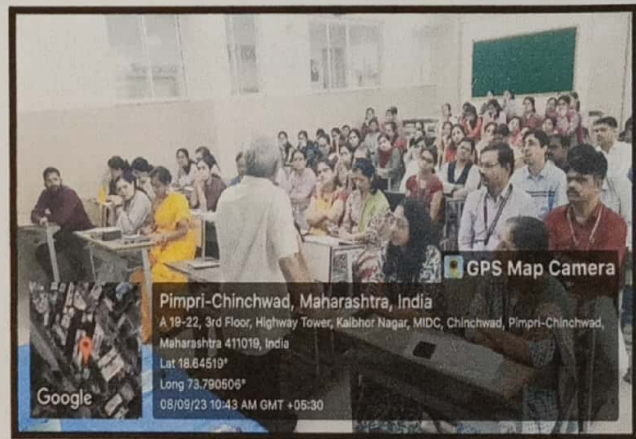 GPS Map Camera
Pimpri-Chinchwad, Maharashtra, India
A 19-22, 3rd Floor, Highway Tower, Kalbhor Nagar, MIDC, Chinchwad, Pimpri-Chinchwad,
Maharashtra 411019, India
Lat 18.64519°
Long 73.790506°
08/09/23 10:43 AM GMT +05:30
Google